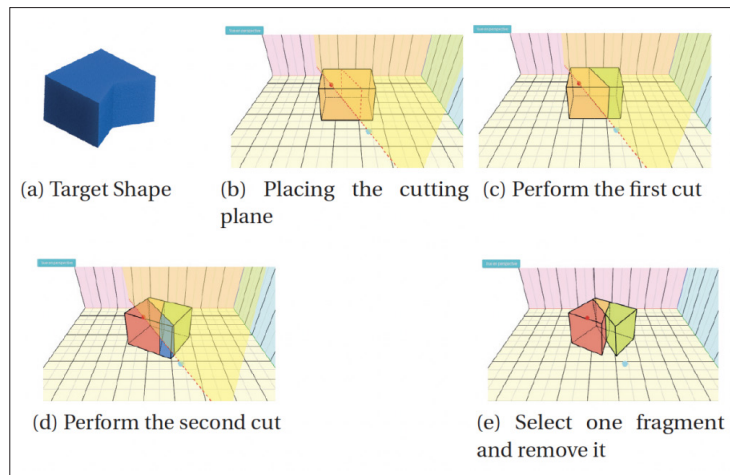 (a) Target Shape
(b) Placing the cutting
plane
(c) Perform the first cut
(d) Perform the second cut
(e) Select one fragment
and remove it